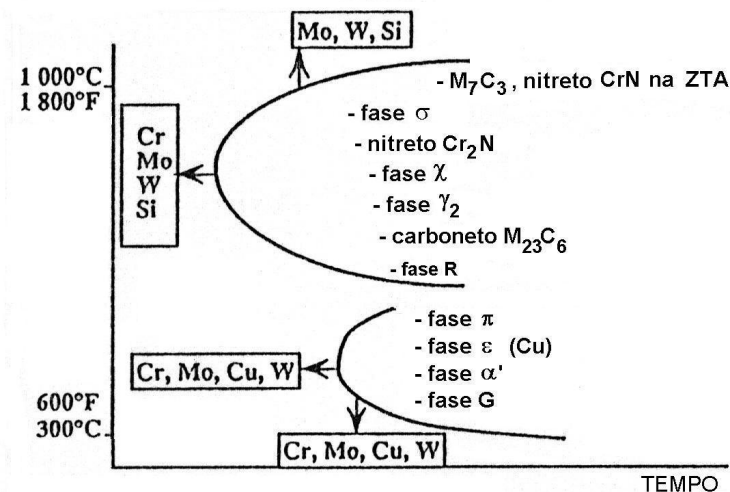 Mo, W, Si
1 000°C
1 800°F
- M₇C₃, nitreto CrN na ZTA
- fase σ
- nitreto Cr₂N
- fase χ
- fase γ₂
- carboneto M₂₃C₆
- fase R
Cr
Mo
W
Si
- fase π
- fase ε (Cu)
- fase α'
- fase G
Cr, Mo, Cu, W
600°F
300°C
Cr, Mo, Cu, W
TEMPO